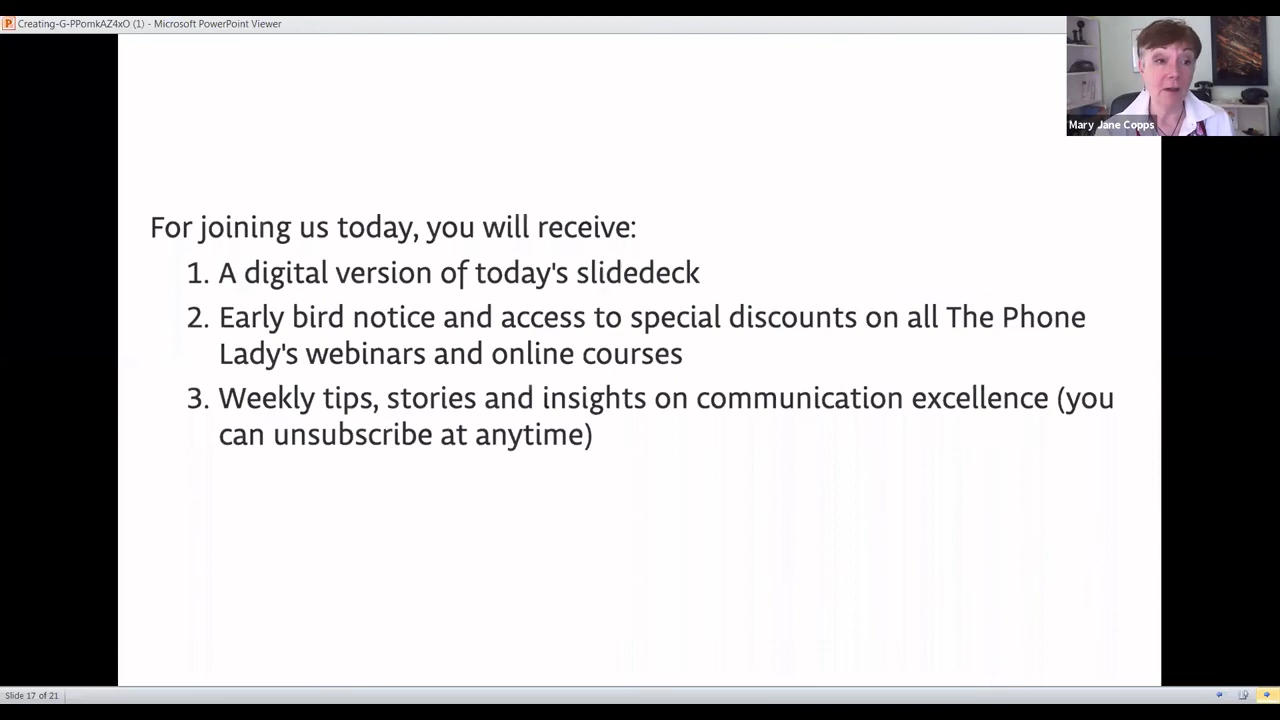 Creating-G-PPomkAZ4xO (1) - Microsoft PowerPoint Viewer
Mary Jane Copps
For joining us today, you will receive:
1. A digital version of today's slidedeck
2. Early bird notice and access to special discounts on all The Phone
Lady's webinars and online courses
3. Weekly tips, stories and insights on communication excellence (you
can unsubscribe at anytime)
Slide 17 of 21